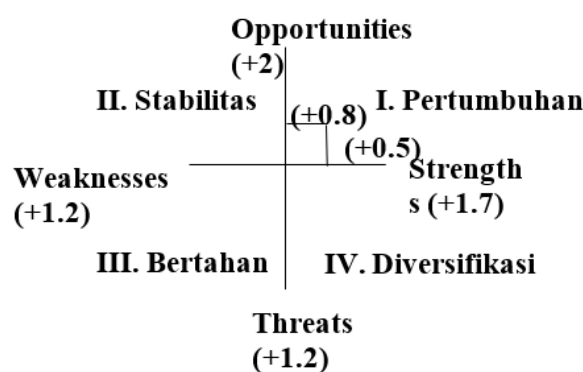 Opportunities
(+2)
II. Stabilitas
(+0.8)
I. Pertumbuhan
(+0.5)
Weaknesses
(+1.2)
Strength
s (+1.7)
III. Bertahan
IV. Diversifikasi
Threats
(+1.2)